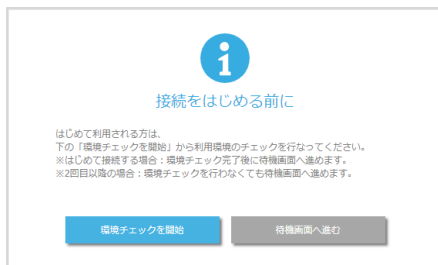 接続をはじめる前に
はじめて利用される方は、
下の「環境チェックを開始」から利用環境のチェックを行なってください。
※はじめて接続する場合：環境チェック完了後に待機画面へ進めます。
※2回目以降の場合：環境チェックを行わなくても待機画面へ進めます。
環境チェックを開始
待機画面へ進む